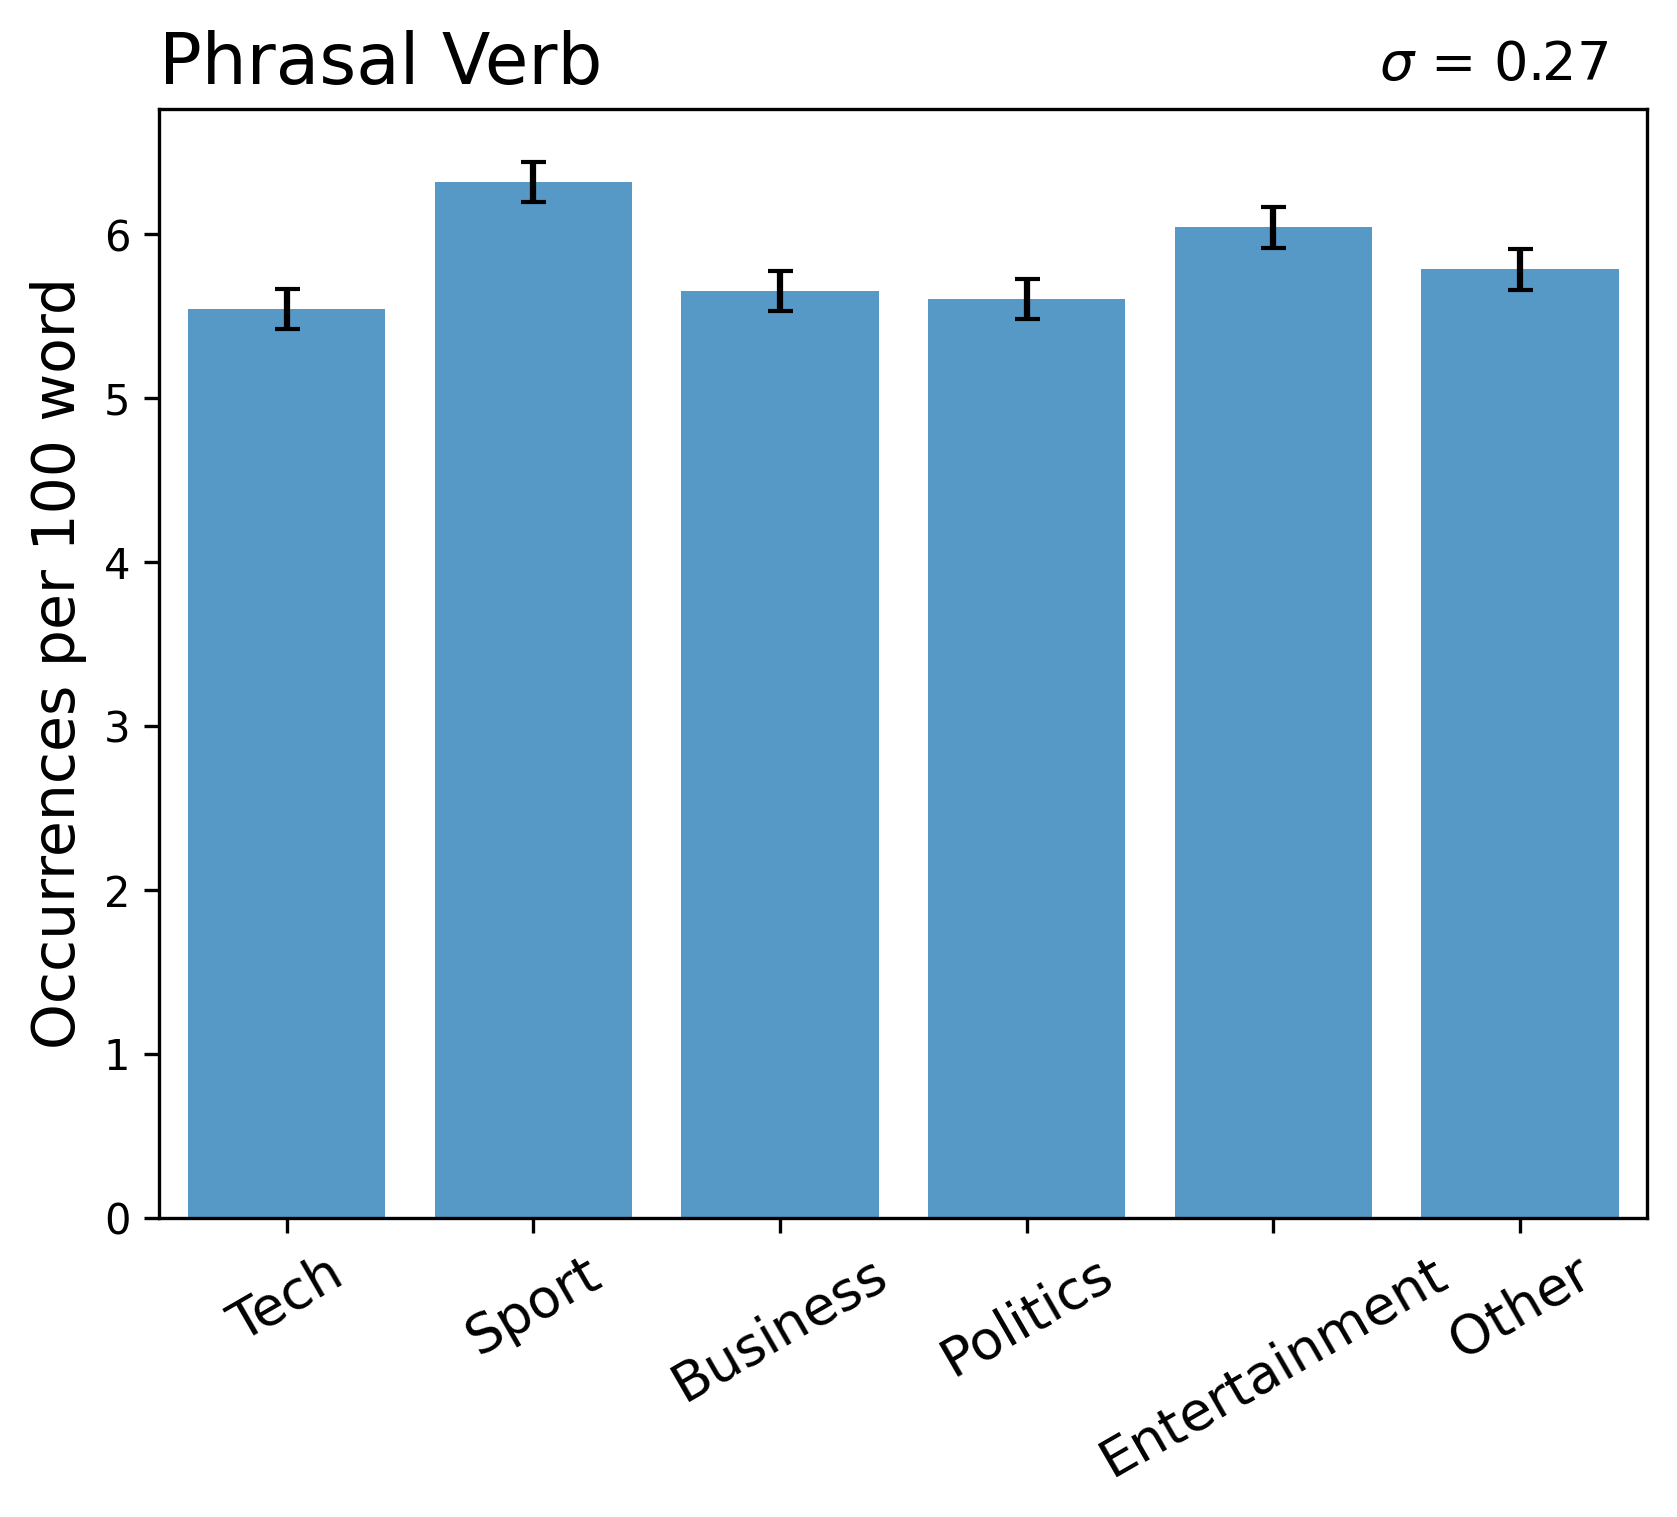 Phrasal Verb
σ = 0.27
Occurrences per 100 word
6
5
4
3
2
1
0
Tech
Sport
Business
Politics
Entertainment
Other